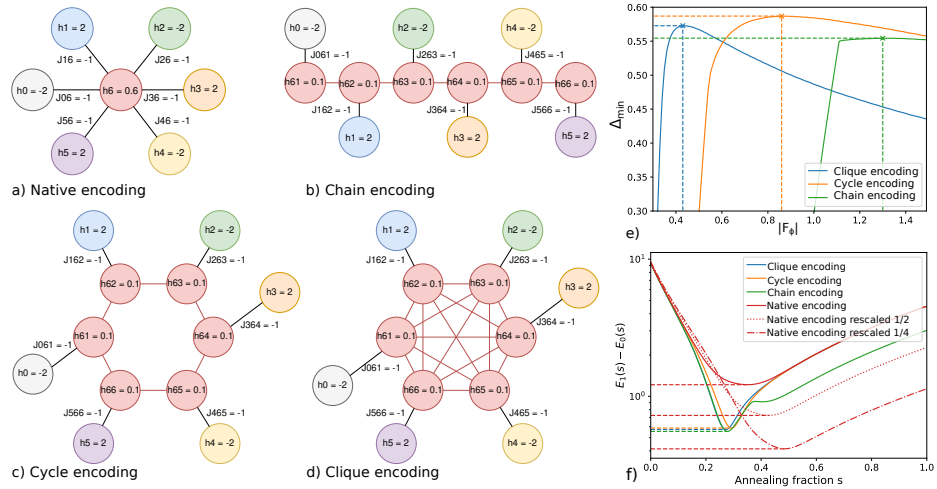 h1 = 2
h2 = -2
J16 = -1
J26 = -1
h0 = -2
J06 = -1
h6 = 0.6
J36 = -1
h3 = 2
J56 = -1
J46 = -1
h5 = 2
h4 = -2
a) Native encoding
h0 = -2
h2 = -2
h4 = -2
J061 = -1
J263 = -1
J465 = -1
h61 = 0.1
h62 = 0.1
h63 = 0.1
h64 = 0.1
h65 = 0.1
h66 = 0.1
J162 = -1
J364 = -1
J566 = -1
h1 = 2
h3 = 2
h5 = 2
b) Chain encoding
h1 = 2
h2 = -2
J162 = -1
J263 = -1
h62 = 0.1
h63 = 0.1
h3 = 2
J364 = -1
h61 = 0.1
h64 = 0.1
J061 = -1
h0 = -2
h66 = 0.1
h65 = 0.1
J566 = -1
J465 = -1
h5 = 2
h4 = -2
c) Cycle encoding
h1 = 2
h2 = -2
J162 = -1
J263 = -1
h62 = 0.1
h63 = 0.1
h3 = 2
J364 = -1
h61 = 0.1
h64 = 0.1
J061 = -1
h0 = -2
h66 = 0.1
h65 = 0.1
J566 = -1
J465 = -1
h5 = 2
h4 = -2
d) Clique encoding
0.60
0.55
0.50
0.45
0.40
0.35
0.30
Δmin
Clique encoding
Cycle encoding
Chain encoding
0.4
0.6
0.8
1.0
1.2
1.4
|Fϕ|
e)
10¹
10⁰
E₁(s) − E₀(s)
Clique encoding
Cycle encoding
Chain encoding
Native encoding
Native encoding rescaled 1/2
Native encoding rescaled 1/4
0.0
0.2
0.4
0.6
0.8
1.0
Annealing fraction s
f)